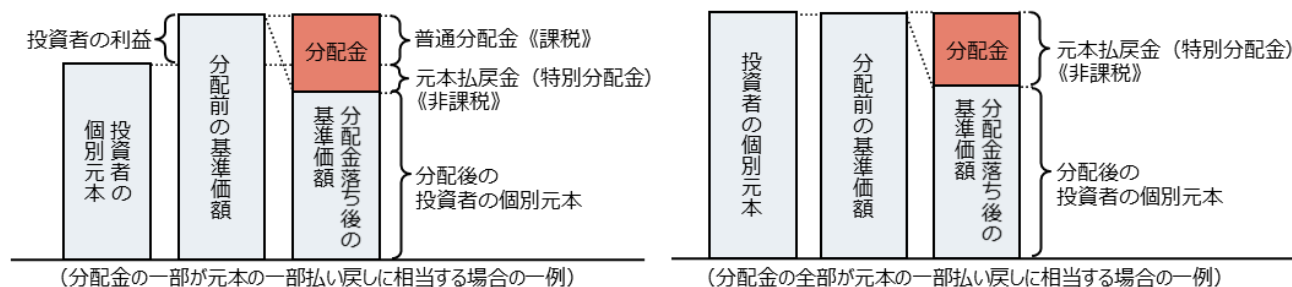 投資者の利益
投資者の
個別元本
分配前の基準価額
分配金
分配金落ち後の
基準価額
普通分配金《課税》
元本払戻金（特別分配金）
《非課税》
分配後の
投資者の個別元本
（分配金の一部が元本の一部払い戻しに相当する場合の一例）
投資者の個別元本
分配前の基準価額
分配金
分配金落ち後の
基準価額
元本払戻金（特別分配金）
《非課税》
分配後の
投資者の個別元本
（分配金の全部が元本の一部払い戻しに相当する場合の一例）